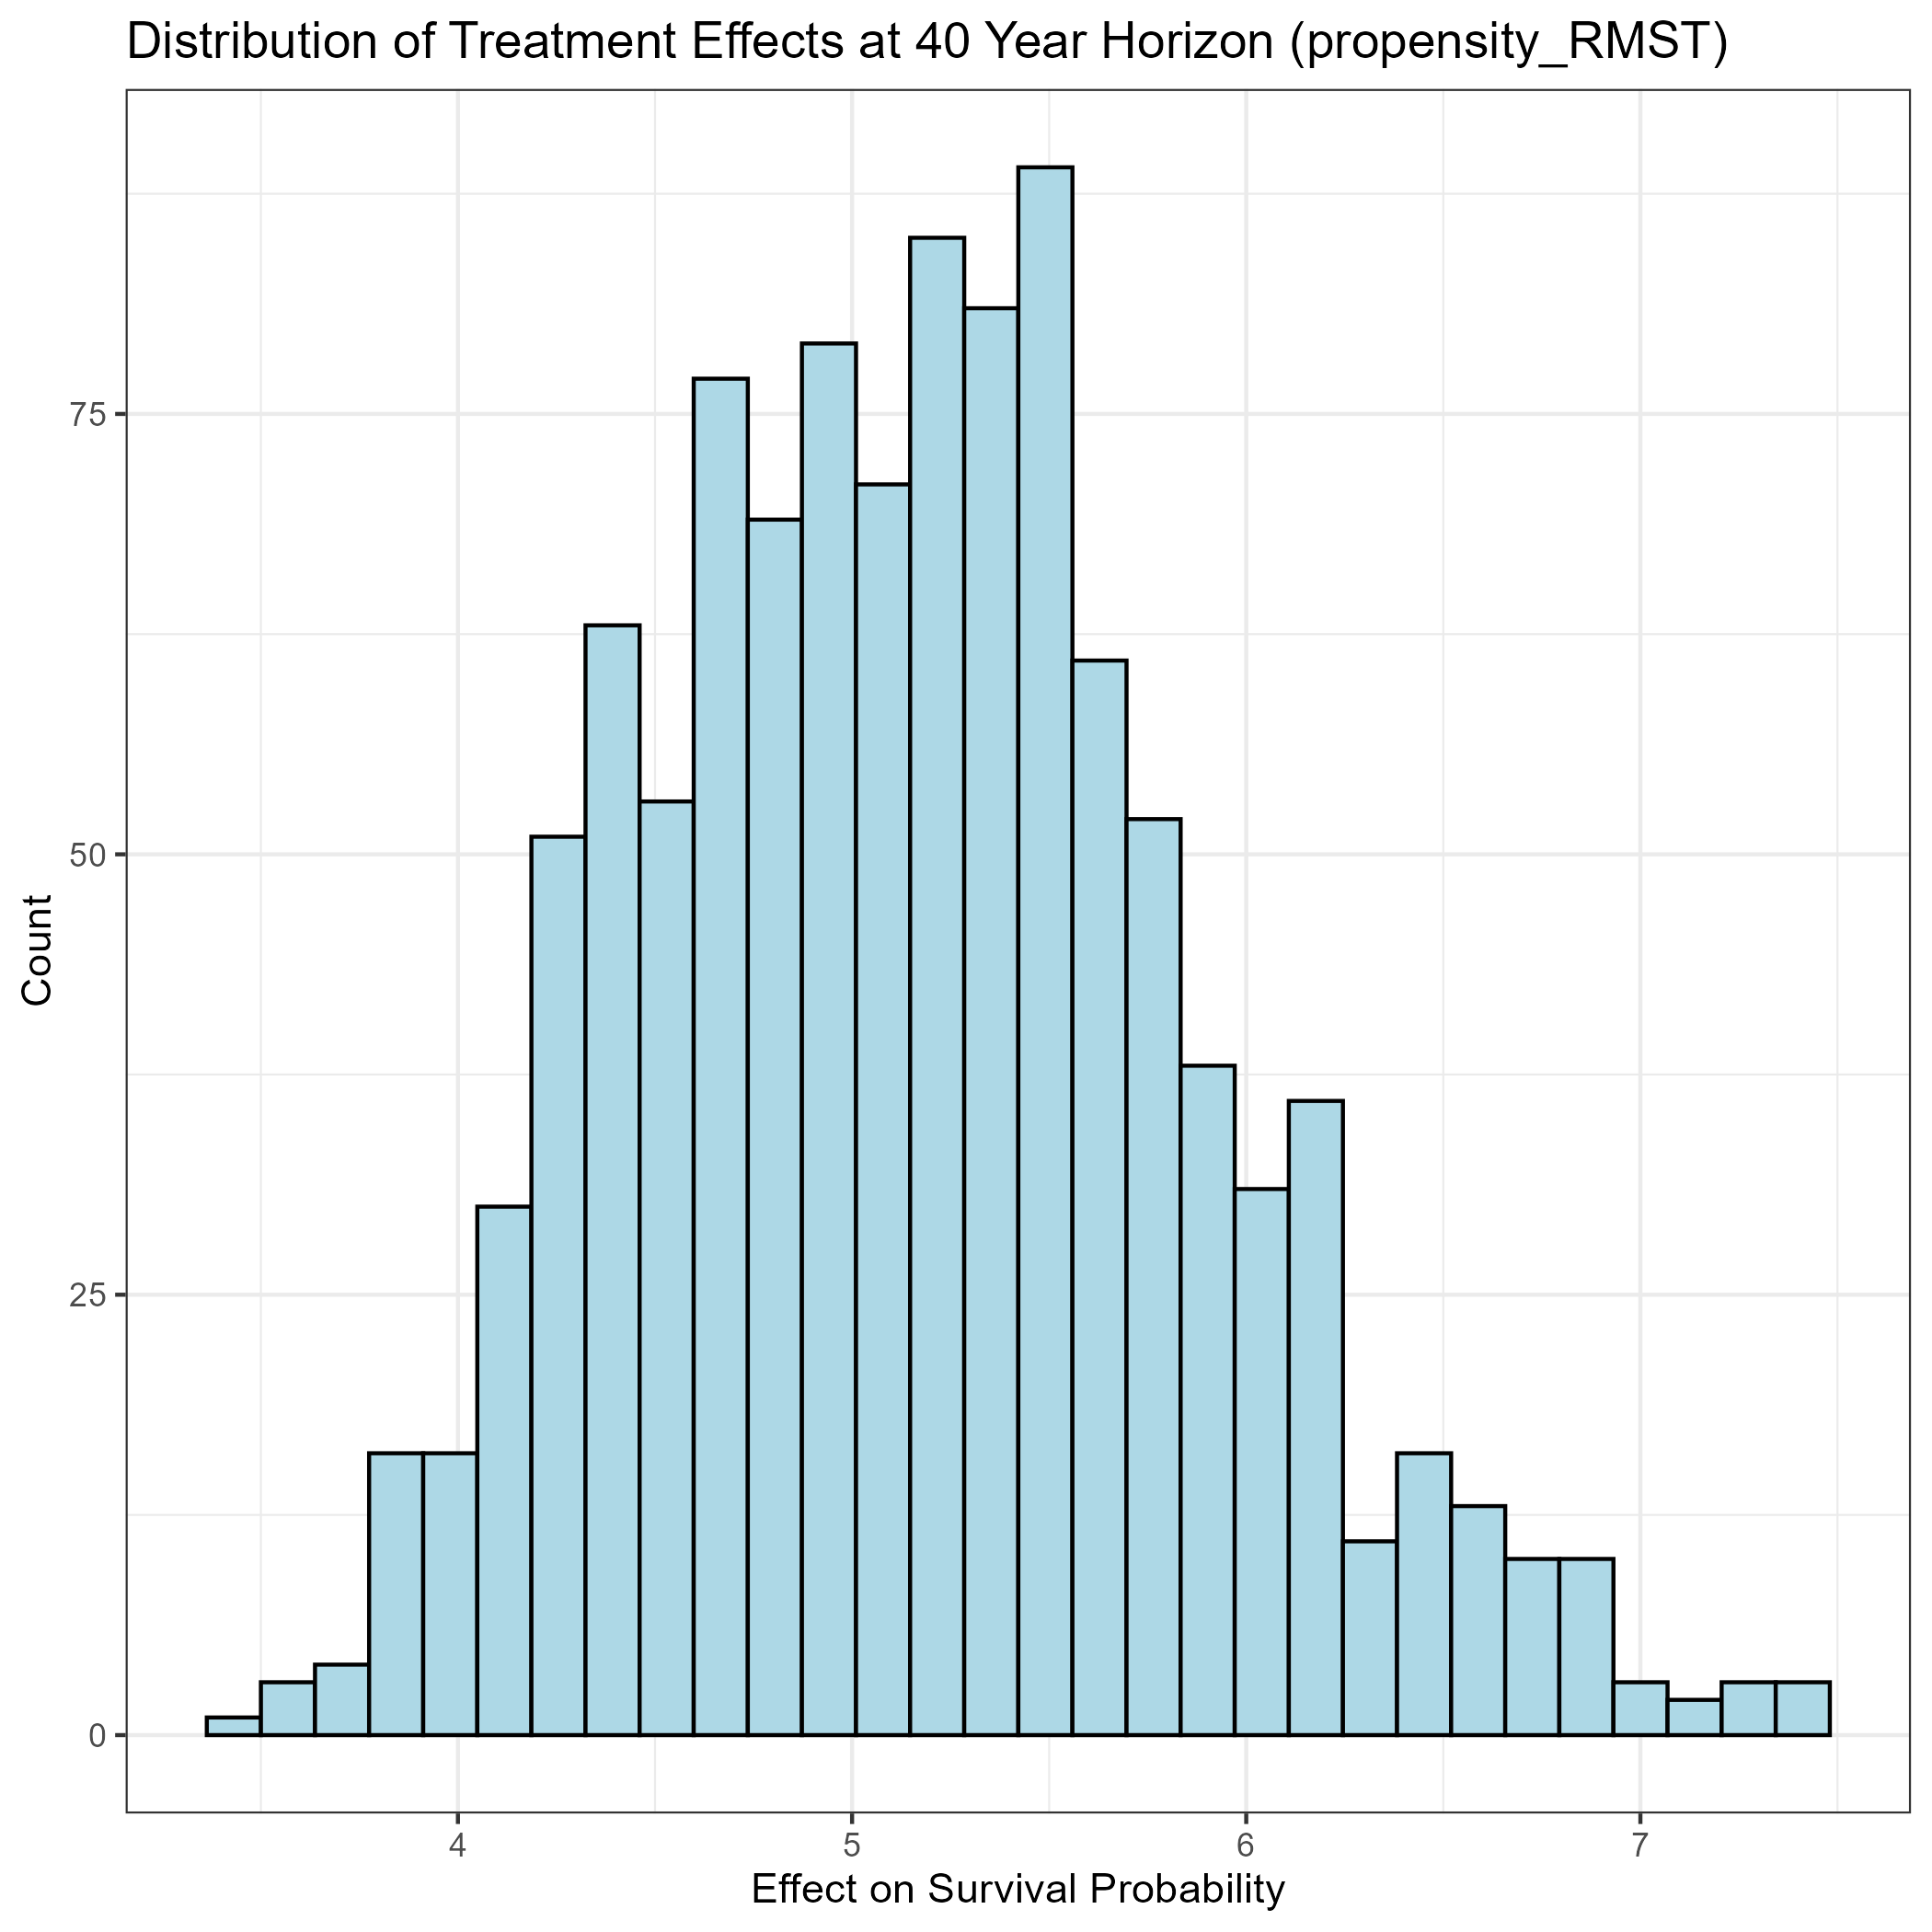 Distribution of Treatment Effects at 40 Year Horizon (propensity_RMST)
75
50
25
0
Count
4 5 6 7
Effect on Survival Probability